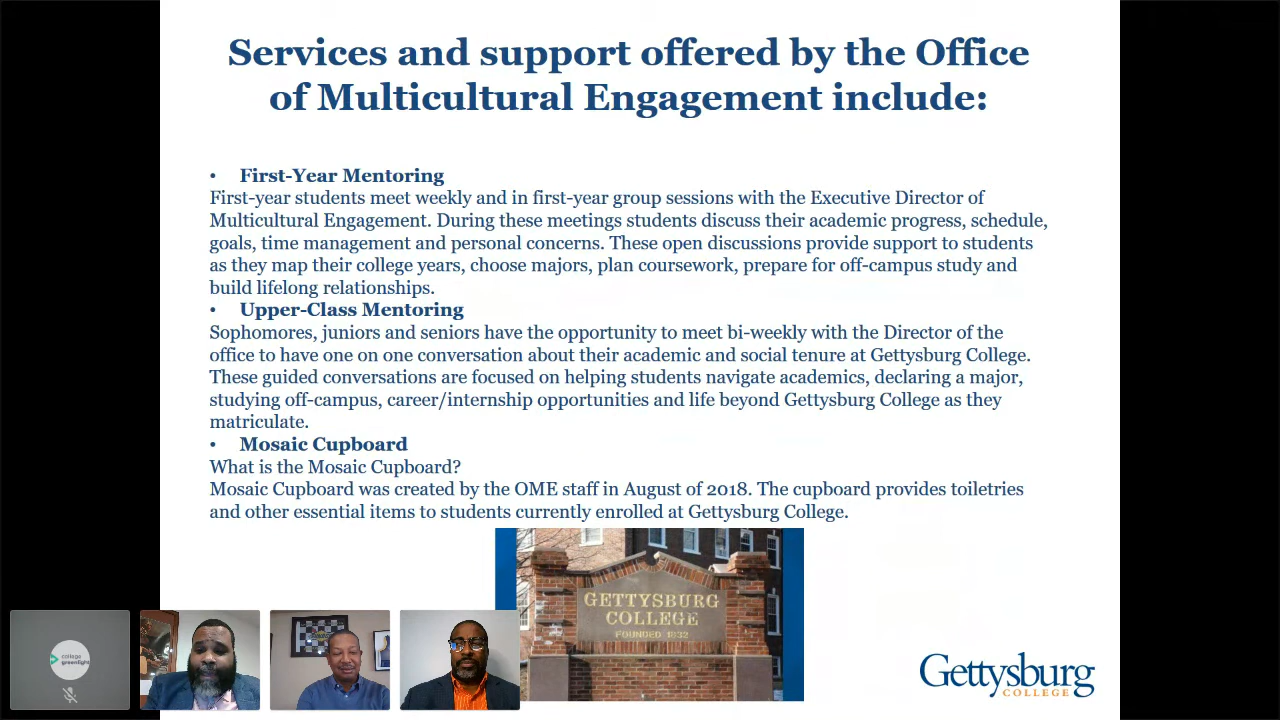 Services and support offered by the Office
of Multicultural Engagement include:
• First-Year Mentoring
First-year students meet weekly and in first-year group sessions with the Executive Director of
Multicultural Engagement. During these meetings students discuss their academic progress, schedule,
goals, time management and personal concerns. These open discussions provide support to students
as they map their college years, choose majors, plan coursework, prepare for off-campus study and
build lifelong relationships.
• Upper-Class Mentoring
Sophomores, juniors and seniors have the opportunity to meet bi-weekly with the Director of the
office to have one on one conversation about their academic and social tenure at Gettysburg College.
These guided conversations are focused on helping students navigate academics, declaring a major,
studying off-campus, career/internship opportunities and life beyond Gettysburg College as they
matriculate.
• Mosaic Cupboard
What is the Mosaic Cupboard?
Mosaic Cupboard was created by the OME staff in August of 2018. The cupboard provides toiletries
and other essential items to students currently enrolled at Gettysburg College.
GETTYSBURG
COLLEGE
FOUNDED 1832
college
greenlight
Gettysburg
COLLEGE